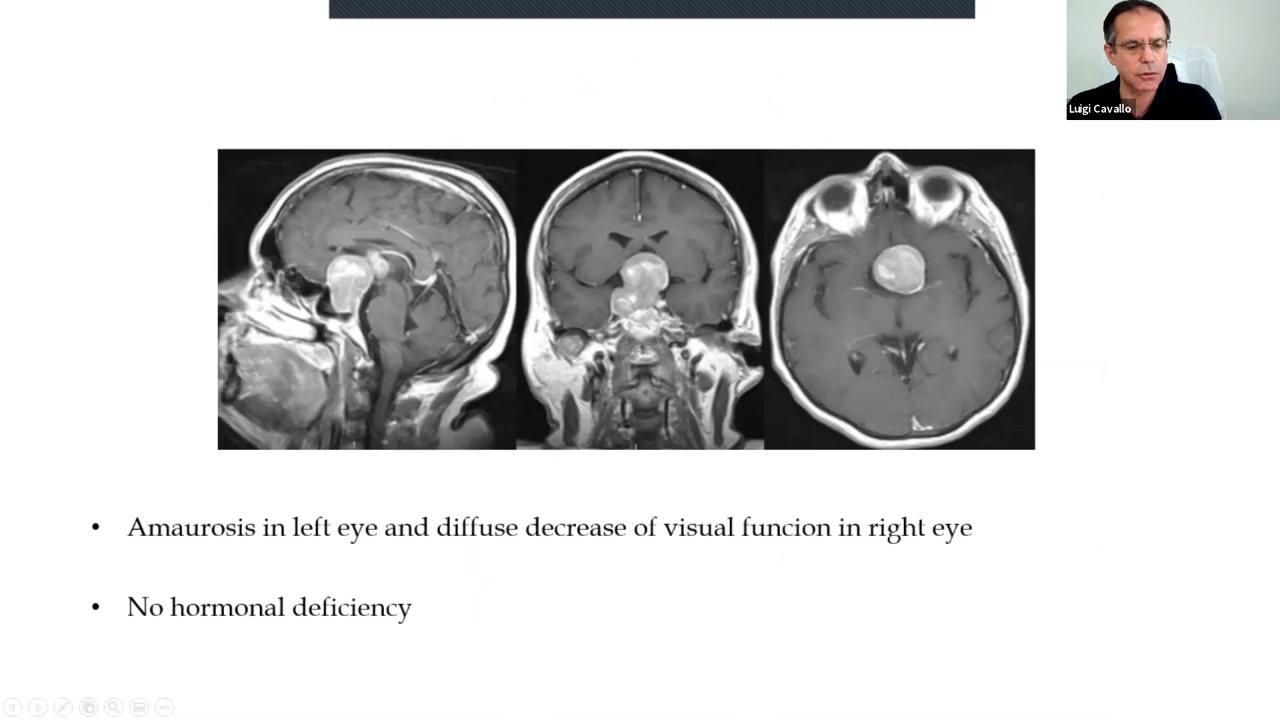 Luigi Cavallo
• Amaurosis in left eye and diffuse decrease of visual funcion in right eye
• No hormonal deficiency